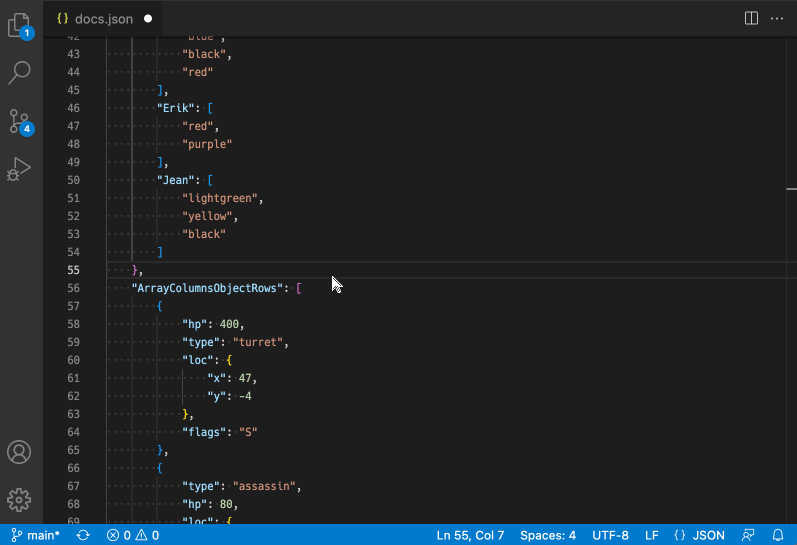 {} docs.json
1
4
42 "blue",
43 "black",
44 "red"
45 ],
46 "Erik": [
47 "red",
48 "purple"
49 ],
50 "Jean": [
51 "lightgreen",
52 "yellow",
53 "black"
54 ]
55 },
56 "ArrayColumnsObjectRows": [
57 {
58 "hp": 400,
59 "type": "turret",
60 "loc": {
61 "x": 47,
62 "y": -4
63 },
64 "flags": "S"
65 },
66 {
67 "type": "assassin",
68 "hp": 80,
69 "loc": {
main* 0 0 Ln 55, Col 7 Spaces: 4 UTF-8 LF {} JSON